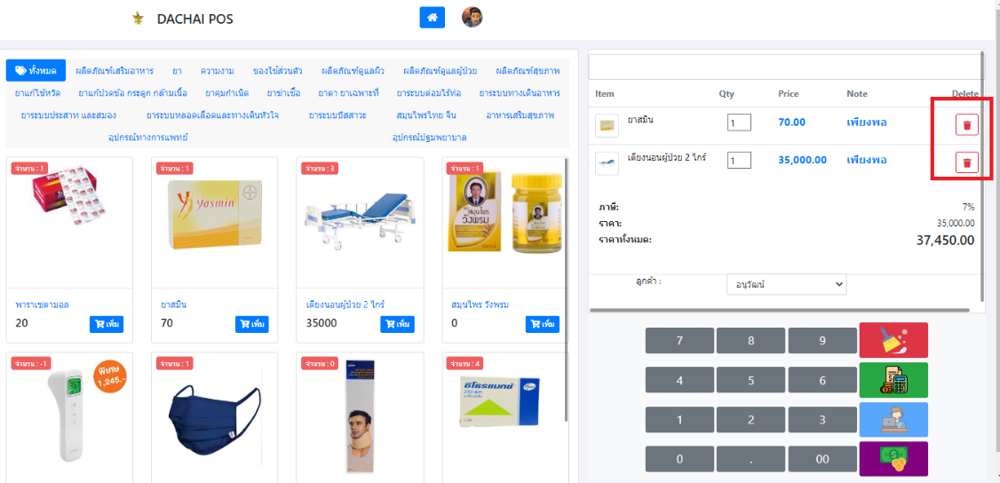 DACHAI POS
ทั้งหมด ผลิตภัณฑ์เสริมอาหาร ยา ความงาม ของใช้ส่วนตัว ผลิตภัณฑ์ดูแลผิว ผลิตภัณฑ์ดูแลผู้ป่วย ผลิตภัณฑ์สุขภาพ
ยาแก้ไข้หวัด ยาแก้ปวดข้อ กระดูก กล้ามเนื้อ ยาคุมกำเนิด ยาฆ่าเชื้อ ยาตา ยาเฉพาะที่ ยาระบบต่อมไร้ท่อ ยาระบบทางเดินอาหาร
ยาระบบประสาท และสมอง ยาระบบหลอดเลือดและทางเดินหัวใจ ยาระบบปัสสาวะ สมุนไพรไทย จีน อาหารเสริมสุขภาพ
อุปกรณ์ทางการแพทย์ อุปกรณ์ปฐมพยาบาล
จำนวน : 1
จำนวน : 1
จำนวน : 3
จำนวน : 1
Yasmin
สมุนไพร
วังพรม
พาราเซตามอล
20
เพิ่ม
ยาสมิน
70
เพิ่ม
เตียงนอนผู้ป่วย 2 ไกร์
35000
เพิ่ม
สมุนไพร วังพรม
0
เพิ่ม
จำนวน : -1
พิเศษ
1,245.-
จำนวน : 1
จำนวน : 0
จำนวน : 4
ซิโธรแมกซ์
250 มก.
Item Qty Price Note Delete
ยาสมิน 1 70.00 เพียงพอ
เตียงนอนผู้ป่วย 2 ไกร์ 1 35,000.00 เพียงพอ
ภาษี: 7%
ราคา: 35,000.00
ราคาทั้งหมด: 37,450.00
ลูกค้า : อนุวัฒน์
7 8 9
4 5 6
1 2 3
0 . 00